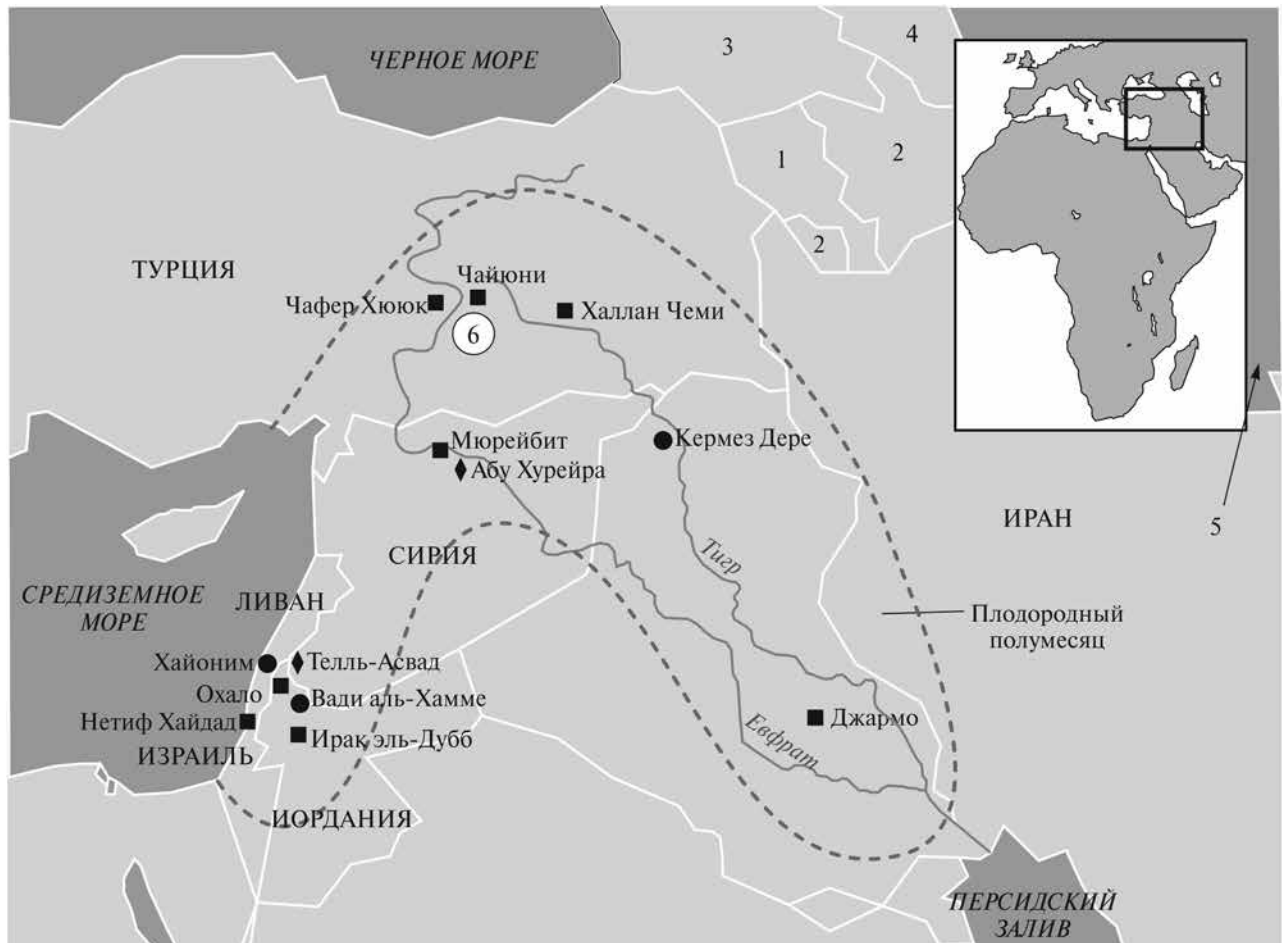 ЧЕРНОЕ МОРЕ
3
4
1
2
2
ТУРЦИЯ
Чайюни
Чафер Хююк
Халлан Чеми
6
Мюрейбит
Абу Хурейра
Кермез Дере
ИРАН
5
СИРИЯ
Тигр
СРЕДИЗЕМНОЕ
МОРЕ
ЛИВАН
Плодородный
полумесяц
Хайоним
Телль-Асвад
Охало
Вади аль-Хамме
Нетиф Хайдад
Ирак эль-Дубб
Джармо
Евфрат
ИЗРАИЛЬ
ИОРДАНИЯ
ПЕРСИДСКИЙ
ЗАЛИВ